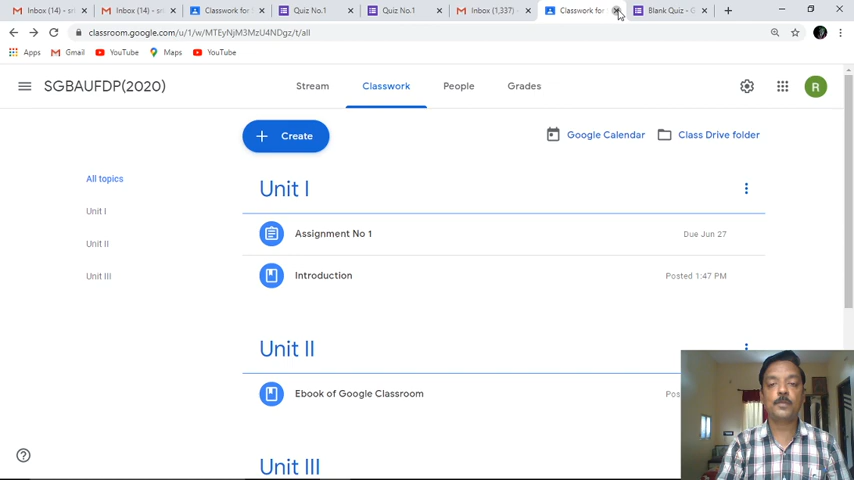 Inbox (14) - sri
Inbox (14) - sri
Classwork for S
Quiz No.1
Quiz No.1
Inbox (1,337)
Classwork for
Blank Quiz - G
classroom.google.com/u/1/w/MTEyNjM3MzU4NDgz/t/all
Apps
Gmail
YouTube
Maps
YouTube
SGBAUFDP(2020)
Stream
Classwork
People
Grades
R
Create
Google Calendar
Class Drive folder
All topics
Unit I
Unit II
Unit III
Unit I
Assignment No 1
Due Jun 27
Introduction
Posted 1:47 PM
Unit II
Ebook of Google Classroom
Pos
Unit III